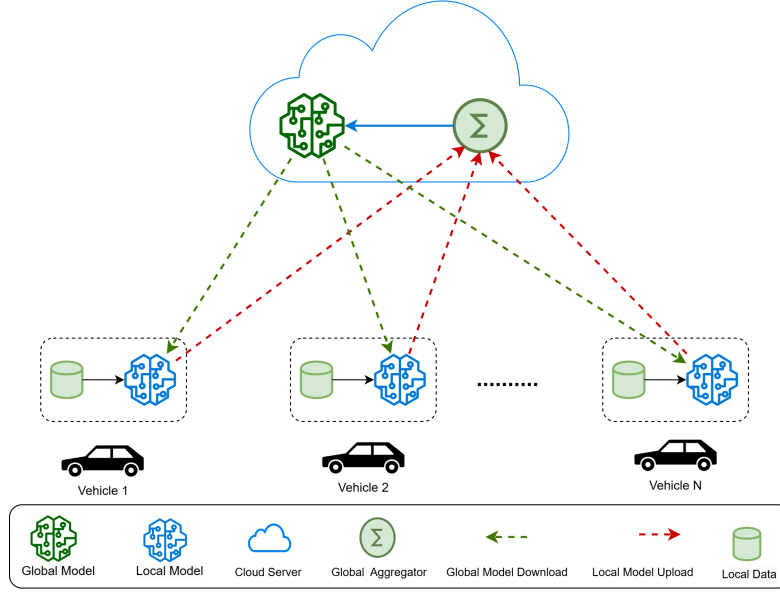 Σ
Vehicle 1
Vehicle 2
Vehicle N
Global Model
Local Model
Cloud Server
Σ
Global Aggregator
Global Model Download
Local Model Upload
Local Data